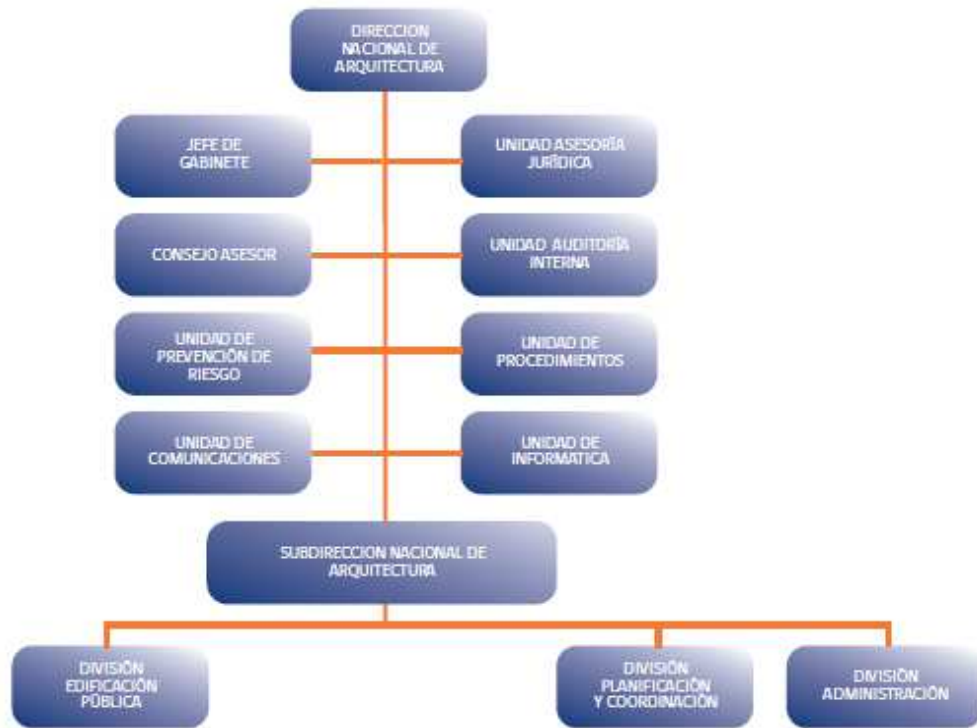 DIRECCION
NACIONAL DE
ARQUITECTURA
JEFE DE
GABINETE
UNIDAD ASESORÍA
JURÍDICA
CONSEJO ASESOR
UNIDAD AUDITORÍA
INTERNA
UNIDAD DE
PREVENCIÓN DE
RIESGO
UNIDAD DE
PROCEDIMIENTOS
UNIDAD DE
COMUNICACIONES
UNIDAD DE
INFORMATICA
SUBDIRECCION NACIONAL DE
ARQUITECTURA
DIVISIÓN
EDIFICACIÓN
PÚBLICA
DIVISIÓN
PLANIFICACIÓN
Y COORDINACIÓN
DIVISIÓN
ADMINISTRACIÓN